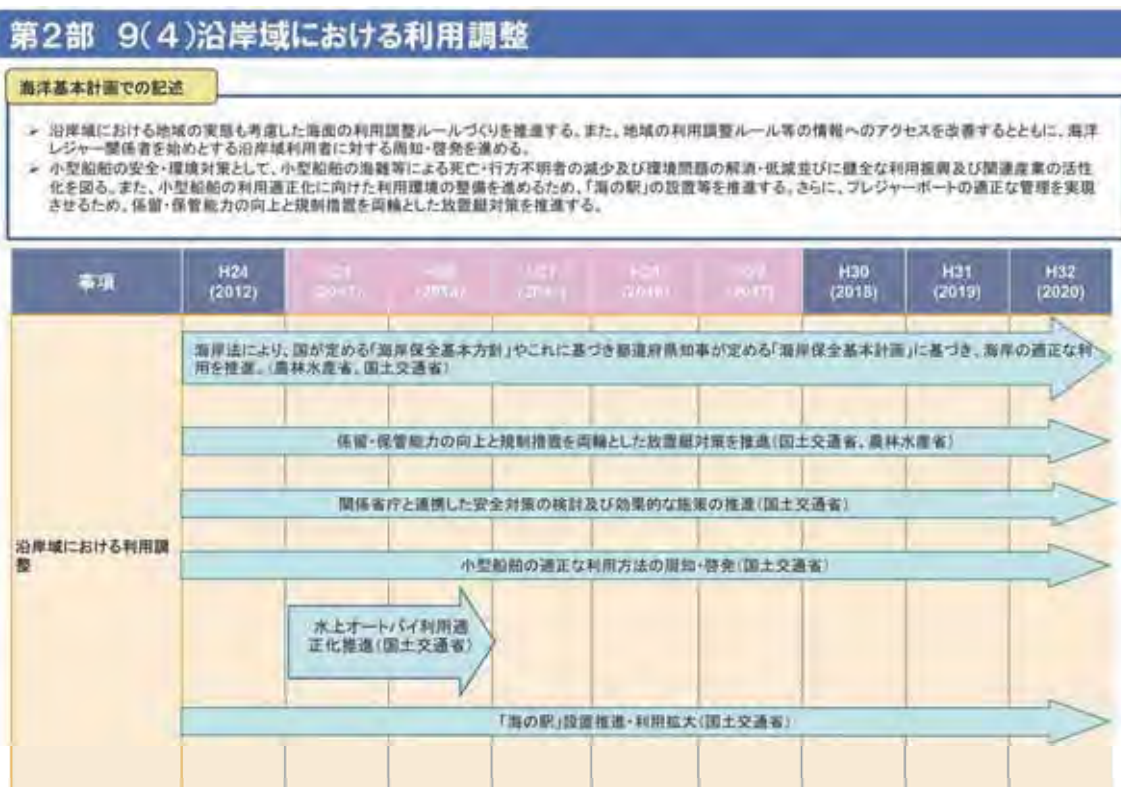 第2部 9(4)沿岸域における利用調整
海洋基本計画での記述
➢ 沿岸域における地域の実態も考慮した海面の利用調整ルールづくりを推進する。また、地域の利用調整ルール等の情報へのアクセスを改善するとともに、海洋
レジャー関係者を始めとする沿岸域利用者に対する周知・啓発を進める。
➢ 小型船舶の安全・環境対策として、小型船舶の海難等による死亡・行方不明者の減少及び環境問題の解消・低減並びに健全な利用振興及び関連産業の活性
化を図る。また、小型船舶の利用適正化に向けた利用環境の整備を進めるため、「海の駅」の設置等を推進する。さらに、プレジャーボートの適正な管理を実現
させるため、係留・保管能力の向上と規制措置を両輪とした放置艇対策を推進する。
事項 H24 H30 H31 H32
(2012) (2018) (2019) (2020)
海岸法により、国が定める「海岸保全基本方針」やこれに基づき都道府県知事が定める「海岸保全基本計画」に基づき、海岸の適正な利
用を推進。(農林水産省、国土交通省)
係留・保管能力の向上と規制措置を両輪とした放置艇対策を推進(国土交通省、農林水産省)
関係省庁と連携した安全対策の検討及び効果的な施策の推進(国土交通省)
沿岸域における利用調
整
小型船舶の適正な利用方法の周知・啓発(国土交通省)
水上オートバイ利用適
正化推進(国土交通省)
「海の駅」設置推進・利用拡大(国土交通省)